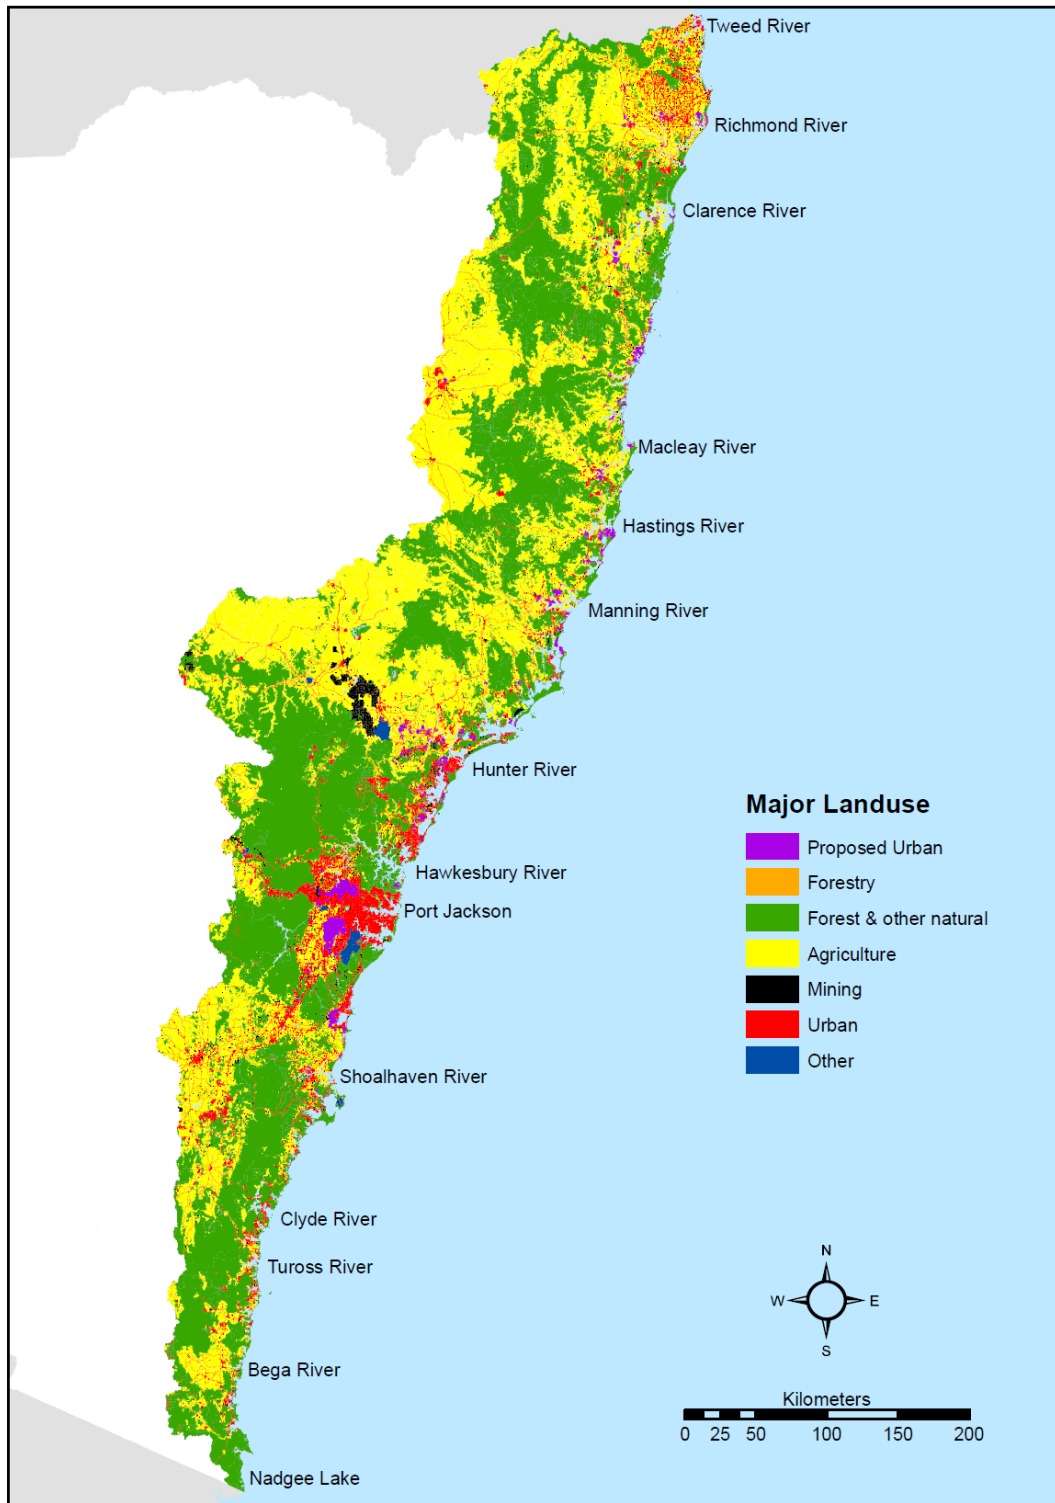 Tweed River
Richmond River
Clarence River
Macleay River
Hastings River
Manning River
Hunter River
Major Landuse
Proposed Urban
Forestry
Forest & other natural
Agriculture
Mining
Urban
Other
Hawkesbury River
Port Jackson
Shoalhaven River
Clyde River
Tuross River
Bega River
Nadgee Lake
N
W E
S
Kilometers
0 25 50 100 150 200